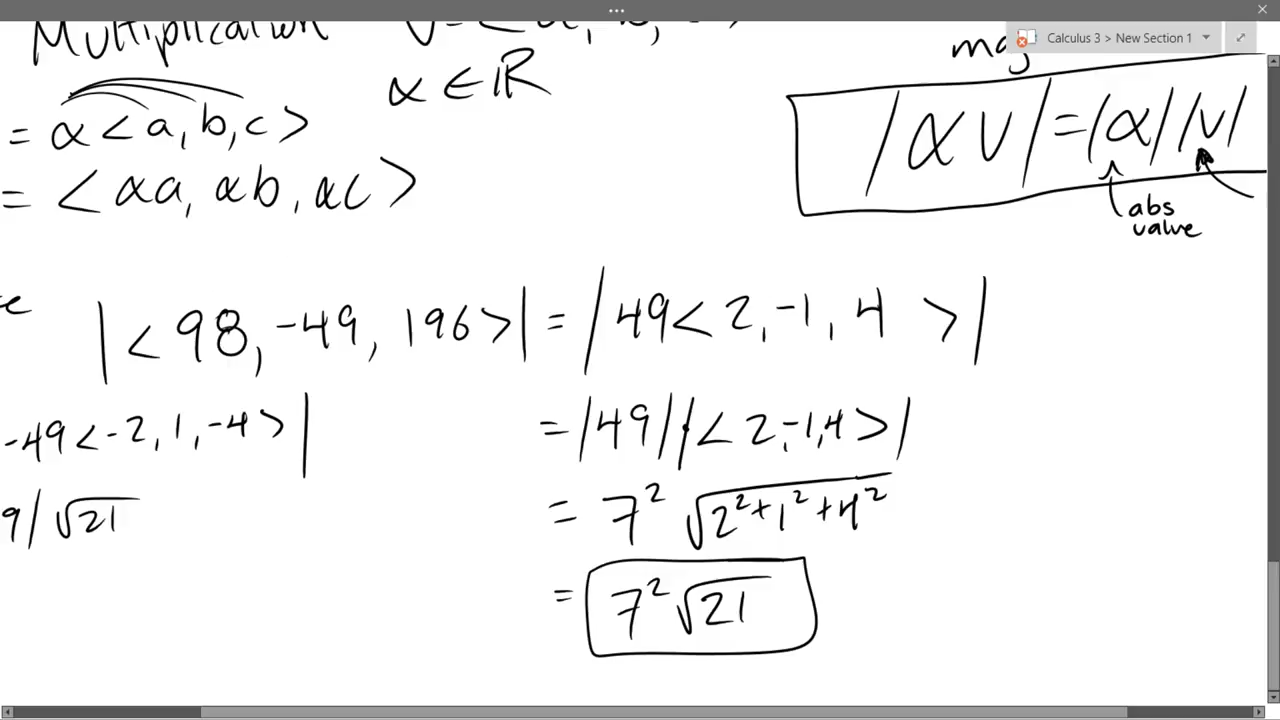 Calculus 3 > New Section 1
Multiplication
α ∈ ℝ
= α <a, b, c>
= <αa, αb, αc>
|αv| = |α| |v|
abs
value
|<98, -49, 196>| = |49<2, -1, 4>|
-49<-2, 1, -4>|
= |49| |<2, -1, 4>|
9| √21
= 7² √2² + 1² + 4²
= 7² √21